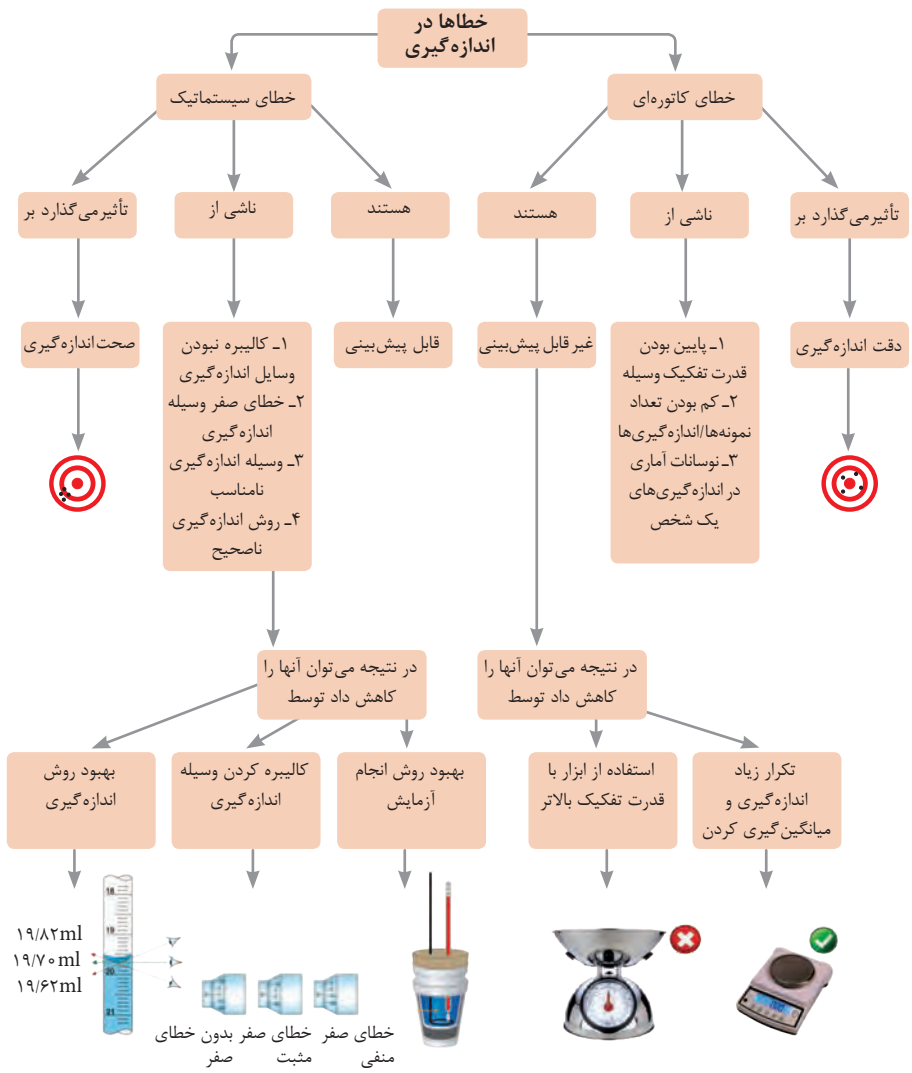 خطاها در
اندازه‌گیری
خطای کاتوره‌ای
خطای سیستماتیک
تأثیرمی‌گذارد بر
ناشی از
هستند
هستند
ناشی از
تأثیرمی‌گذارد بر
دقت اندازه‌گیری
۱ـ پایین بودن
قدرت تفکیک وسیله
۲ـ کم بودن تعداد
نمونه‌ها/اندازه‌گیری‌ها
۳ـ نوسانات آماری
در اندازه‌گیری‌های
یک شخص
غیر قابل پیش‌بینی
قابل پیش‌بینی
۱ـ کالیبره نبودن
وسایل اندازه‌گیری
۲ـ خطای صفر وسیله
اندازه‌گیری
۳ـ وسیله اندازه‌گیری
نامناسب
۴ـ روش اندازه‌گیری
ناصحیح
صحت اندازه‌گیری
در نتیجه می‌توان آنها را
کاهش داد توسط
در نتیجه می‌توان آنها را
کاهش داد توسط
تکرار زیاد
اندازه‌گیری و
میانگین‌گیری کردن
استفاده از ابزار با
قدرت تفکیک بالاتر
بهبود روش انجام
آزمایش
کالیبره کردن وسیله
اندازه‌گیری
بهبود روش
اندازه‌گیری
18
19
20
21
۱۹/۸۲ml
۱۹/۷۰ml
۱۹/۶۲ml
خطای صفر
منفی
خطای صفر
مثبت
بدون خطای
صفر